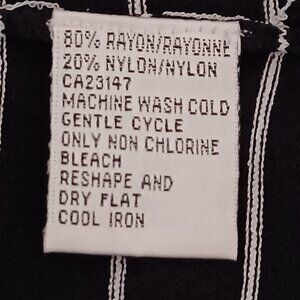 80% RAYON/RAYONNE
20% NYLON/NYLON
CA23147
MACHINE WASH COLD
GENTLE CYCLE
ONLY NON CHLORINE
BLEACH
RESHAPE AND
DRY FLAT
COOL IRON